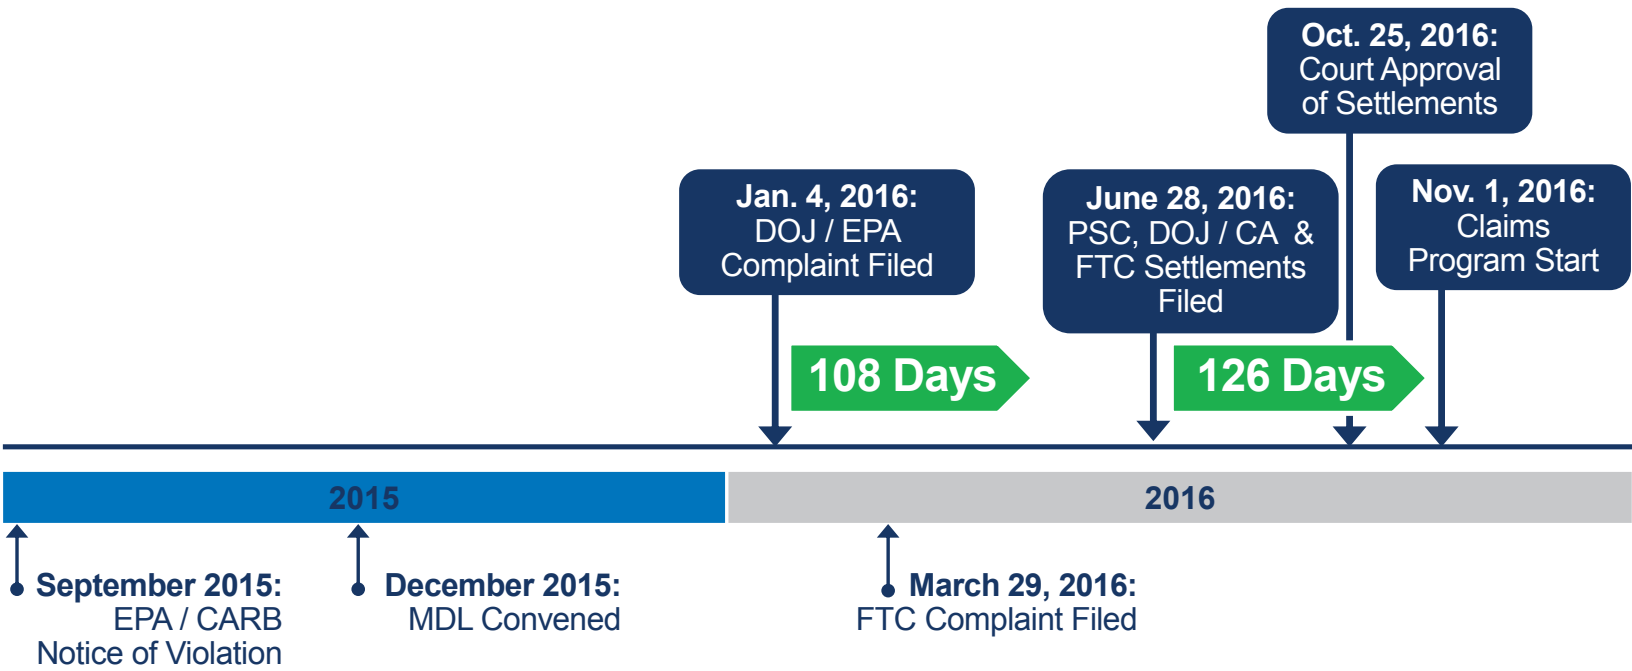 Oct. 25, 2016:
Court Approval
of Settlements
Jan. 4, 2016:
DOJ / EPA
Complaint Filed
June 28, 2016:
PSC, DOJ / CA &
FTC Settlements
Filed
Nov. 1, 2016:
Claims
Program Start
108 Days
126 Days
2015
2016
September 2015:
EPA / CARB
Notice of Violation
December 2015:
MDL Convened
March 29, 2016:
FTC Complaint Filed